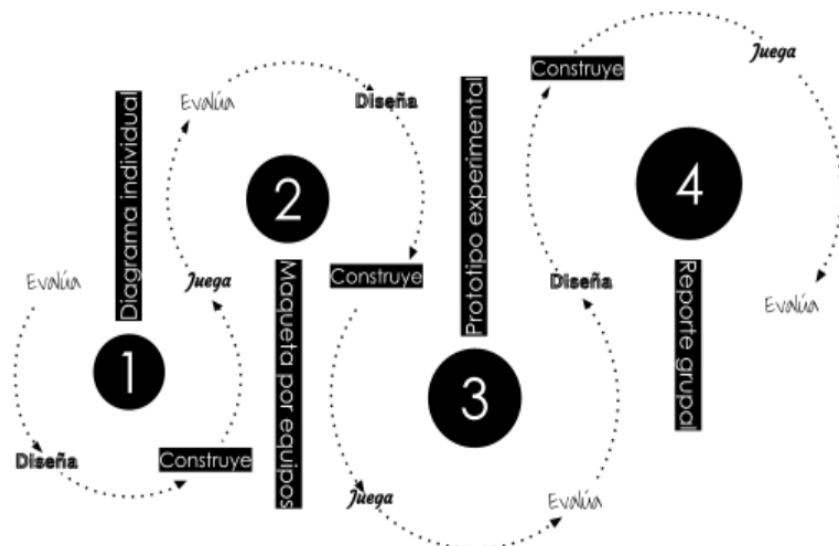 Evalúa
Diseña
Construye
Juega
1
Diagrama individual
Evalúa
Diseña
Construye
2
Maqueta por equipos
Juega
Evalúa
Diseña
3
Prototipo experimental
Construye
Juega
Evalúa
4
Reporte grupal